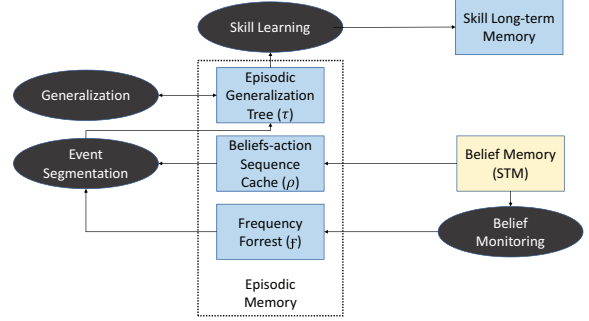 Skill Learning
Skill Long-term
Memory
Generalization
Episodic
Generalization
Tree (τ)
Event
Segmentation
Beliefs-action
Sequence
Cache (ρ)
Belief Memory
(STM)
Frequency
Forrest (ғ)
Belief
Monitoring
Episodic
Memory